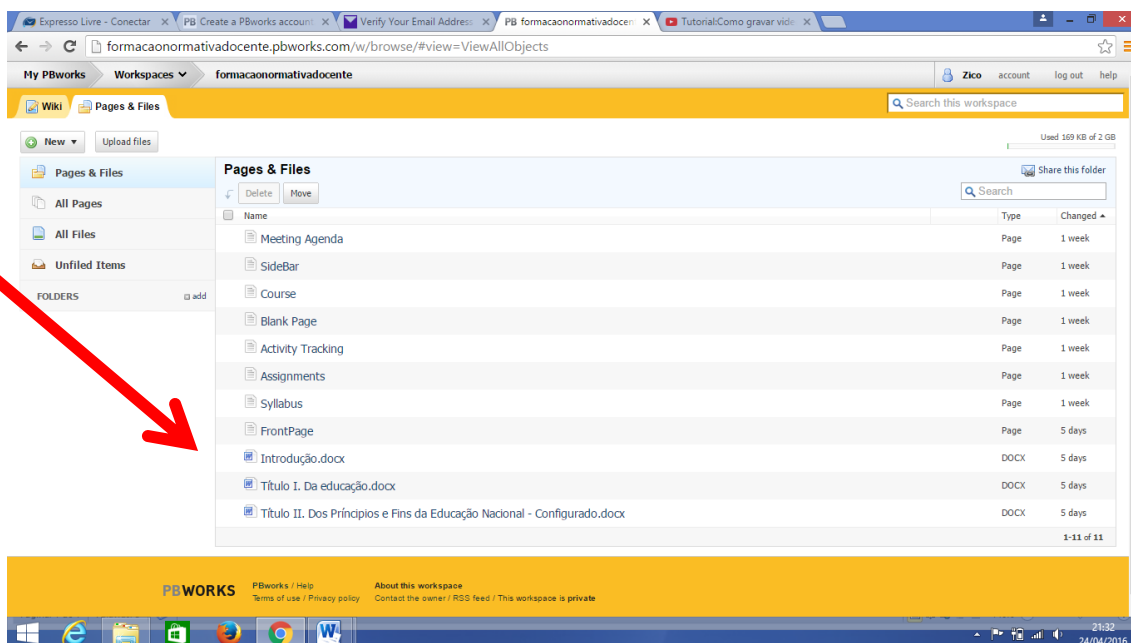 Expresso Livre - Conectar
PB Create a PBworks account
Verify Your Email Address
PB formacaonormativadocen
Tutorial:Como gravar vide
formacaonormativadocente.pbworks.com/w/browse/#view=ViewAllObjects
My PBworks Workspaces formacaonormativadocente Zico account log out help
Wiki Pages & Files Search this workspace
New Upload files Used 169 KB of 2 GB
Pages & Files
All Pages
All Files
Unfiled Items
FOLDERS add
Pages & Files Share this folder
Delete Move Search
Name Type Changed
Meeting Agenda Page 1 week
SideBar Page 1 week
Course Page 1 week
Blank Page Page 1 week
Activity Tracking Page 1 week
Assignments Page 1 week
Syllabus Page 1 week
FrontPage Page 5 days
Introdução.docx DOCX 5 days
Título I. Da educação.docx DOCX 5 days
Título II. Dos Príncipios e Fins da Educação Nacional - Configurado.docx DOCX 5 days
1-11 of 11
PBWORKS
PBworks / Help
Terms of use / Privacy policy
About this workspace
Contact the owner / RSS feed / This workspace is private
21:32
24/04/2016